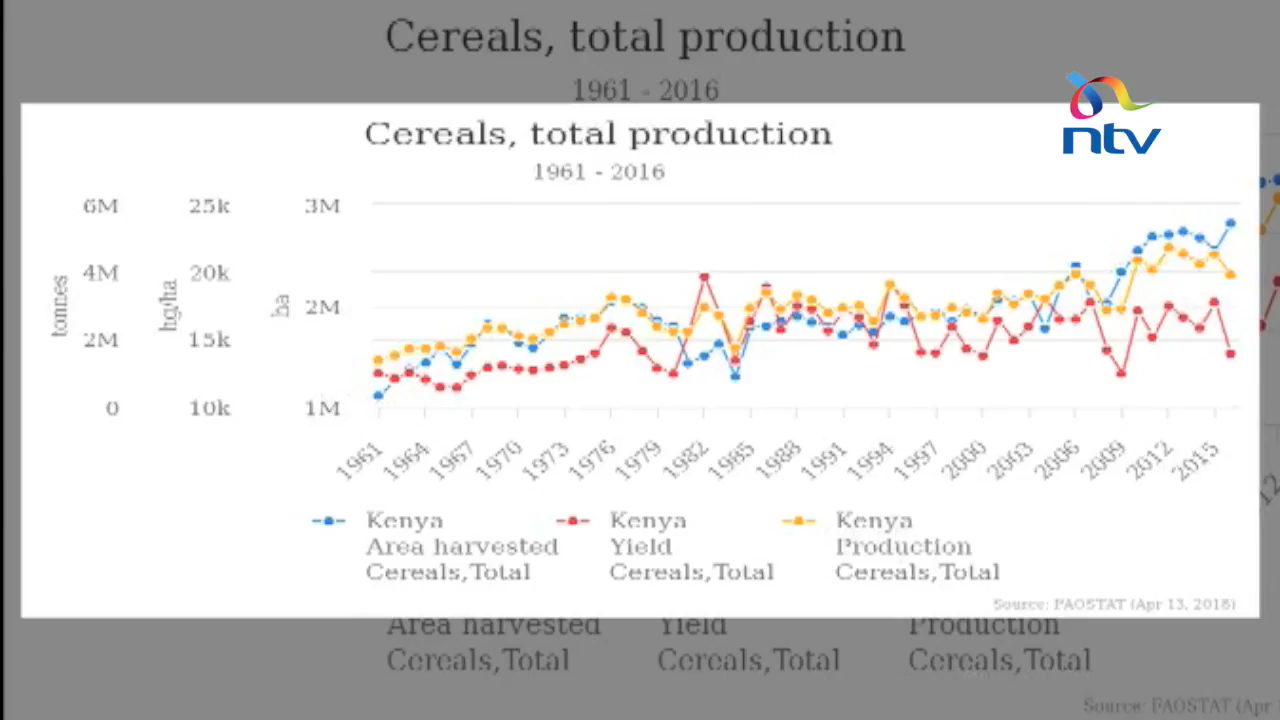 Cereals, total production
1961 - 2016
ntv
Cereals, total production
1961 - 2016
6M 25k 3M
4M 20k
2M
2M 15k
0 10k 1M
tonnes
hg/ha
ha
1961 1964 1967 1970 1973 1976 1979 1982 1985 1988 1991 1994 1997 2000 2003 2006 2009 2012 2015
Kenya Kenya Kenya
Area harvested Yield Production
Cereals,Total Cereals,Total Cereals,Total
Source: FAOSTAT (Apr 13, 2018)
Area harvested Yield Production
Cereals,Total Cereals,Total Cereals,Total
Source: FAOSTAT (Apr